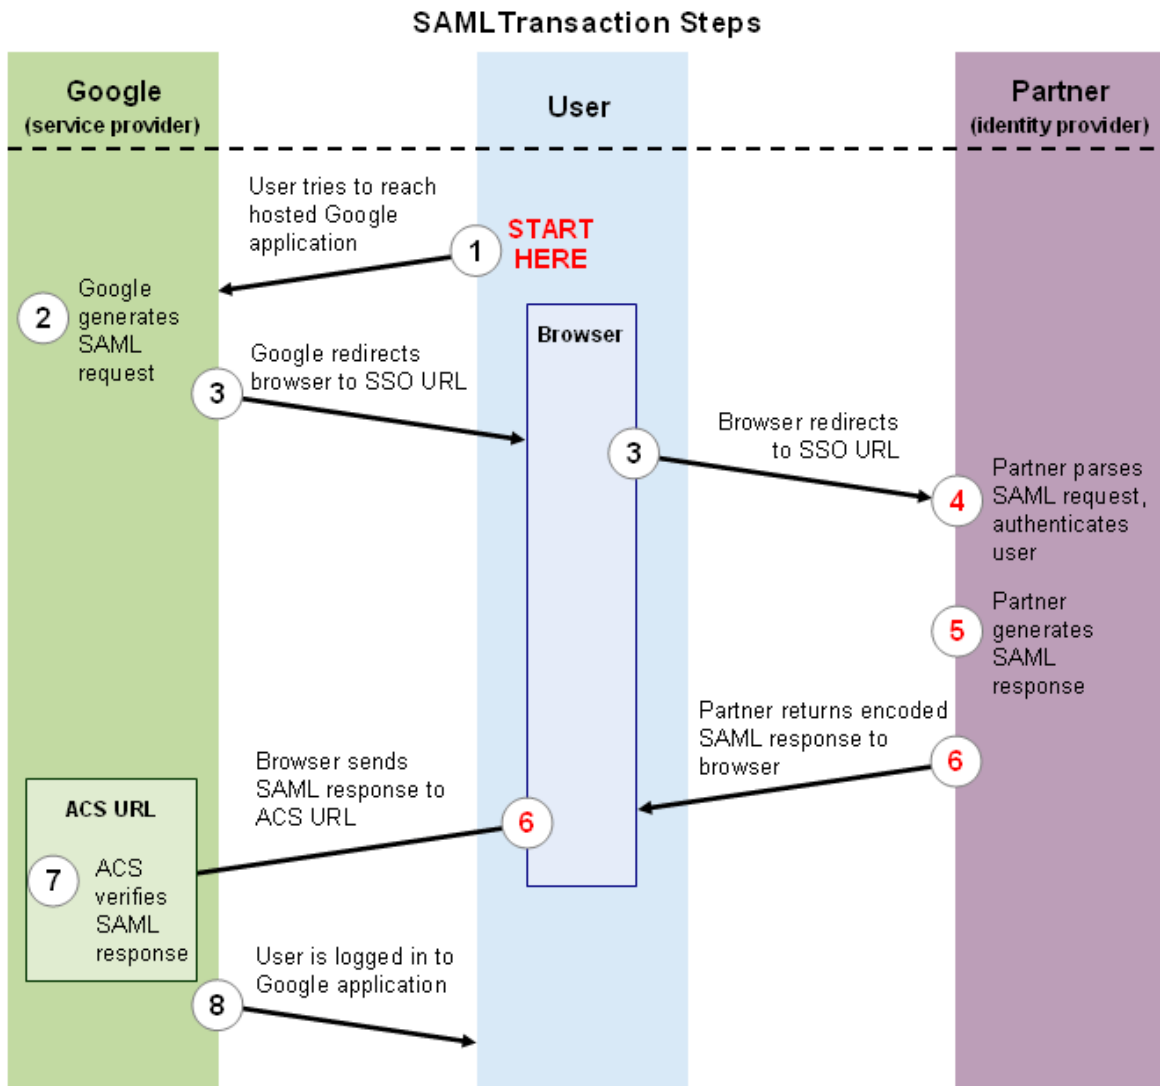 SAML Transaction Steps
Google
(service provider)
User
Partner
(identity provider)
User tries to reach
hosted Google
application
1
START
HERE
2
Google
generates
SAML
request
3
Google redirects
browser to SSO URL
Browser
3
Browser redirects
to SSO URL
4
Partner parses
SAML request,
authenticates
user
5
Partner
generates
SAML
response
6
Partner returns encoded
SAML response to
browser
6
Browser sends
SAML response to
ACS URL
ACS URL
7
ACS
verifies
SAML
response
8
User is logged in to
Google application